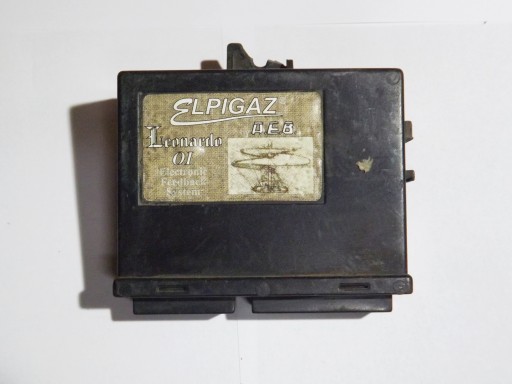 ELPIGAZ
AEB
Leonardo
01
Electronic
Feedback
System